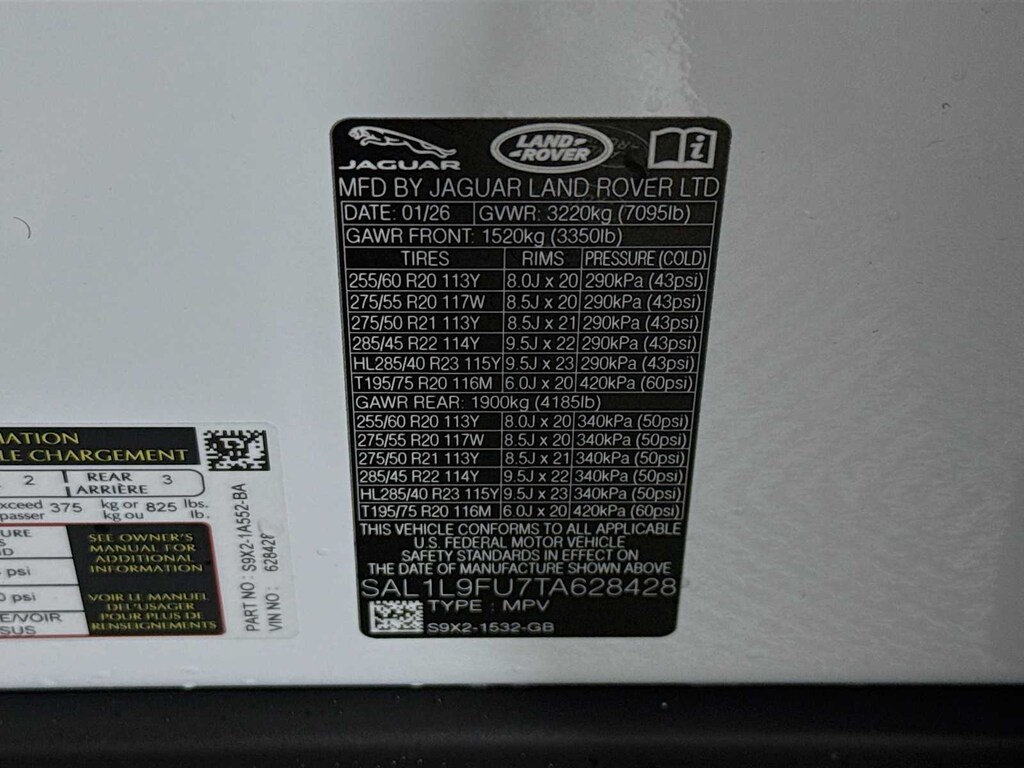 JAGUAR
LAND-
-ROVER
i
MFD BY JAGUAR LAND ROVER LTD
DATE: 01/26 GVWR: 3220kg (7095lb)
GAWR FRONT: 1520kg (3350lb)
TIRES RIMS PRESSURE (COLD)
255/60 R20 113Y 8.0J x 20 290kPa (43psi)
275/55 R20 117W 8.5J x 20 290kPa (43psi)
275/50 R21 113Y 8.5J x 21 290kPa (43psi)
285/45 R22 114Y 9.5J x 22 290kPa (43psi)
HL285/40 R23 115Y 9.5J x 23 290kPa (43psi)
T195/75 R20 116M 6.0J x 20 420kPa (60psi)
GAWR REAR: 1900kg (4185lb)
255/60 R20 113Y 8.0J x 20 340kPa (50psi)
275/55 R20 117W 8.5J x 20 340kPa (50psi)
275/50 R21 113Y 8.5J x 21 340kPa (50psi)
285/45 R22 114Y 9.5J x 22 340kPa (50psi)
HL285/40 R23 115Y 9.5J x 23 340kPa (50psi)
T195/75 R20 116M 6.0J x 20 420kPa (60psi)
THIS VEHICLE CONFORMS TO ALL APPLICABLE
U.S. FEDERAL MOTOR VEHICLE
SAFETY STANDARDS IN EFFECT ON
THE DATE OF MANUFACTURE SHOWN ABOVE
SAL1L9FU7TA628428
TYPE : MPV
S9X2-1532-GB
CHARGEMENT
2 REAR 3
ARRIÈRE
375 kg or 825 lbs.
kg ou lb.
SEE OWNER'S
MANUAL FOR
ADDITIONAL
INFORMATION
psi
psi
VOIR LE MANUEL
DE L'USAGER
POUR PLUS DE
RENSEIGNEMENTS
PART NO : S9X2-1A552-BA
VIN NO :